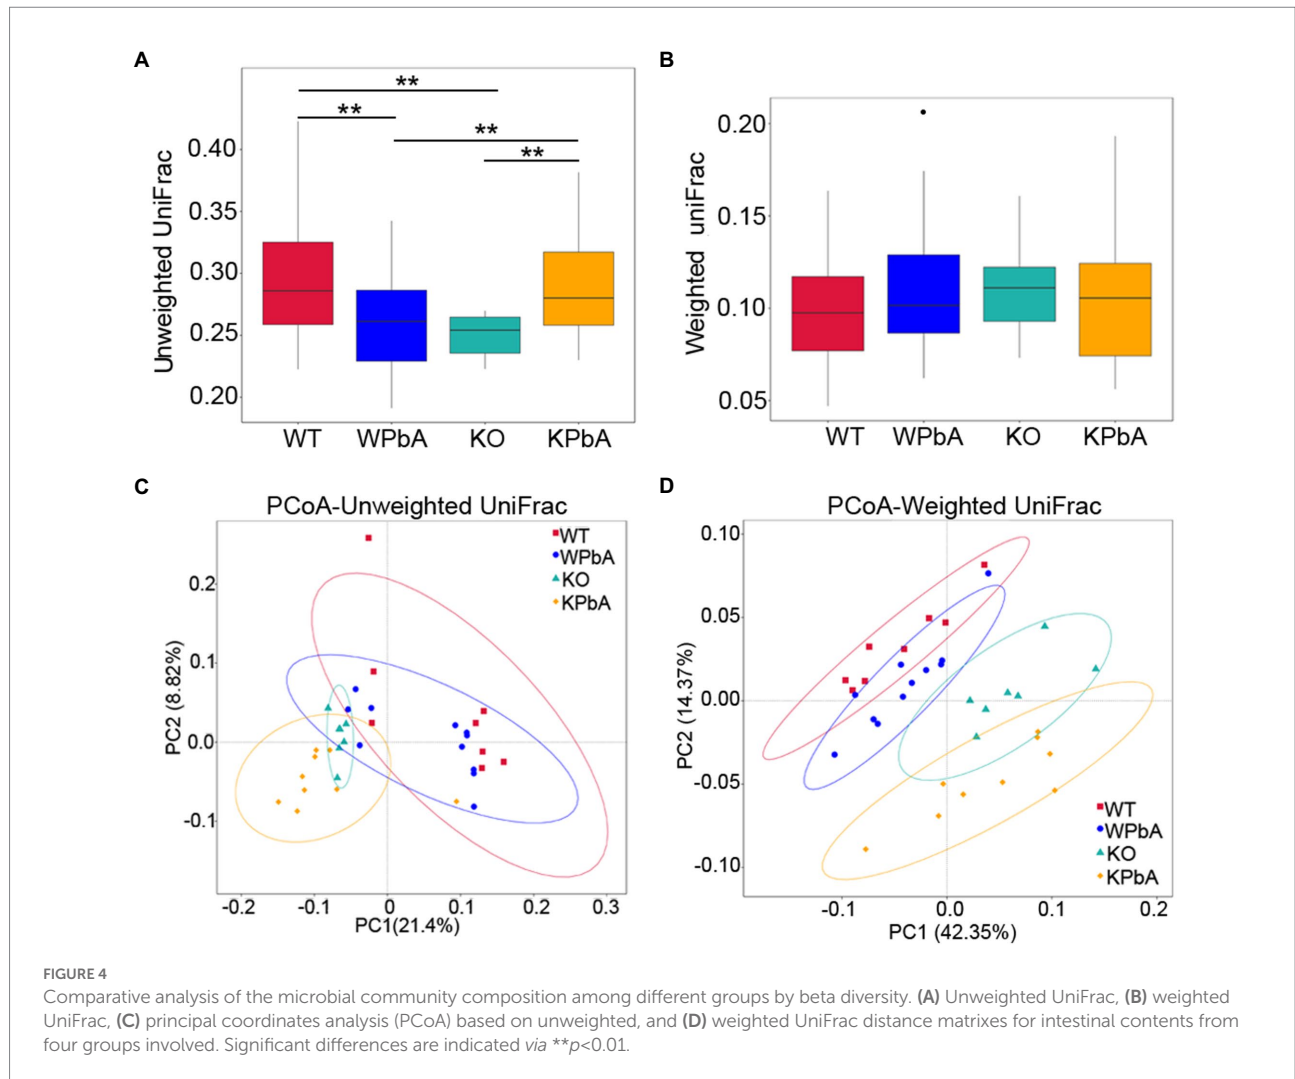 A
Unweighted UniFrac
0.40
0.35
0.30
0.25
0.20
**
**
**
**
WT WPbA KO KPbA
B
Weighted uniFrac
0.20
0.15
0.10
0.05
WT WPbA KO KPbA
C
PCoA-Unweighted UniFrac
WT
WPbA
KO
KPbA
PC2 (8.82%)
0.2
0.1
0.0
-0.1
-0.2 -0.1 0 0.1 0.2 0.3
PC1(21.4%)
D
PCoA-Weighted UniFrac
PC2 (14.37%)
0.10
0.05
0.00
-0.05
-0.10
WT
WPbA
KO
KPbA
-0.1 0.0 0.1 0.2
PC1 (42.35%)
FIGURE 4
Comparative analysis of the microbial community composition among different groups by beta diversity. (A) Unweighted UniFrac, (B) weighted
UniFrac, (C) principal coordinates analysis (PCoA) based on unweighted, and (D) weighted UniFrac distance matrixes for intestinal contents from
four groups involved. Significant differences are indicated via **p<0.01.